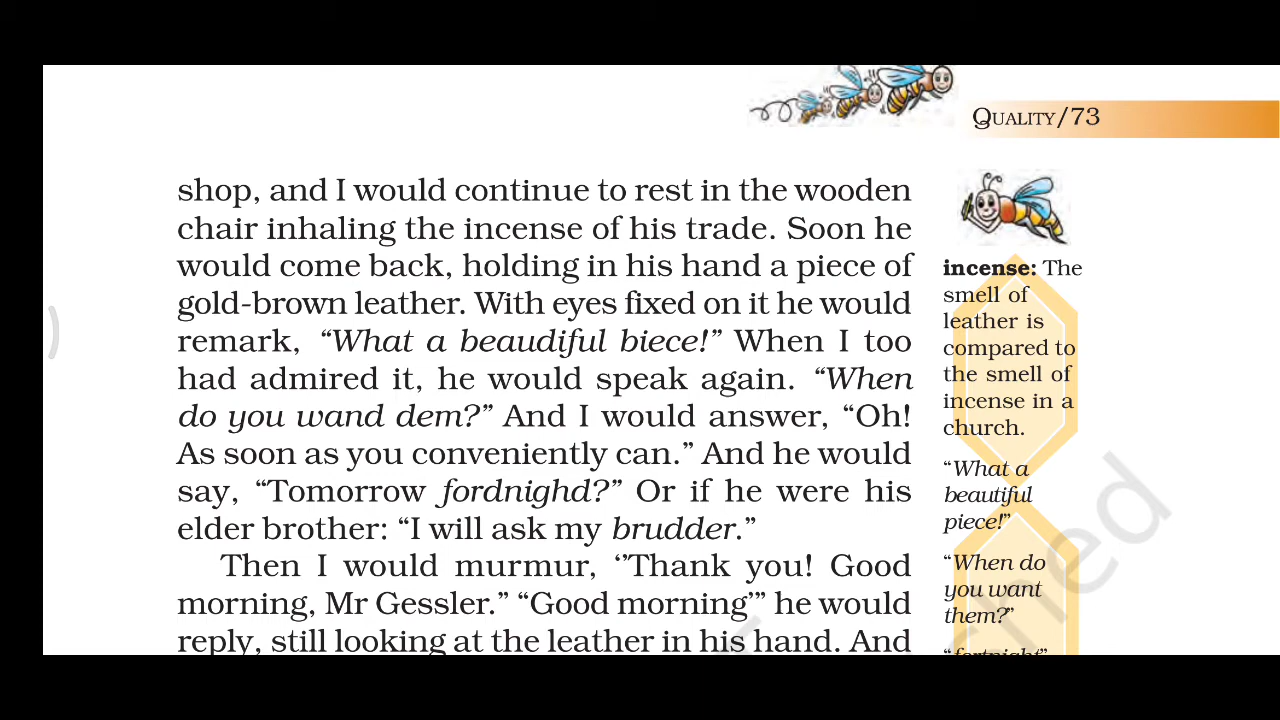 QUALITY/73
shop, and I would continue to rest in the wooden
chair inhaling the incense of his trade. Soon he
would come back, holding in his hand a piece of
gold-brown leather. With eyes fixed on it he would
remark, “What a beaudiful biece!” When I too
had admired it, he would speak again. “When
do you wand dem?” And I would answer, “Oh!
As soon as you conveniently can.” And he would
say, “Tomorrow fordnighd?” Or if he were his
elder brother: “I will ask my brudder.”
Then I would murmur, ‘’Thank you! Good
morning, Mr Gessler.” “Good morning’” he would
reply, still looking at the leather in his hand. And
incense: The
smell of
leather is
compared to
the smell of
incense in a
church.
“What a
beautiful
piece!”
“When do
you want
them?”
“fortnight”